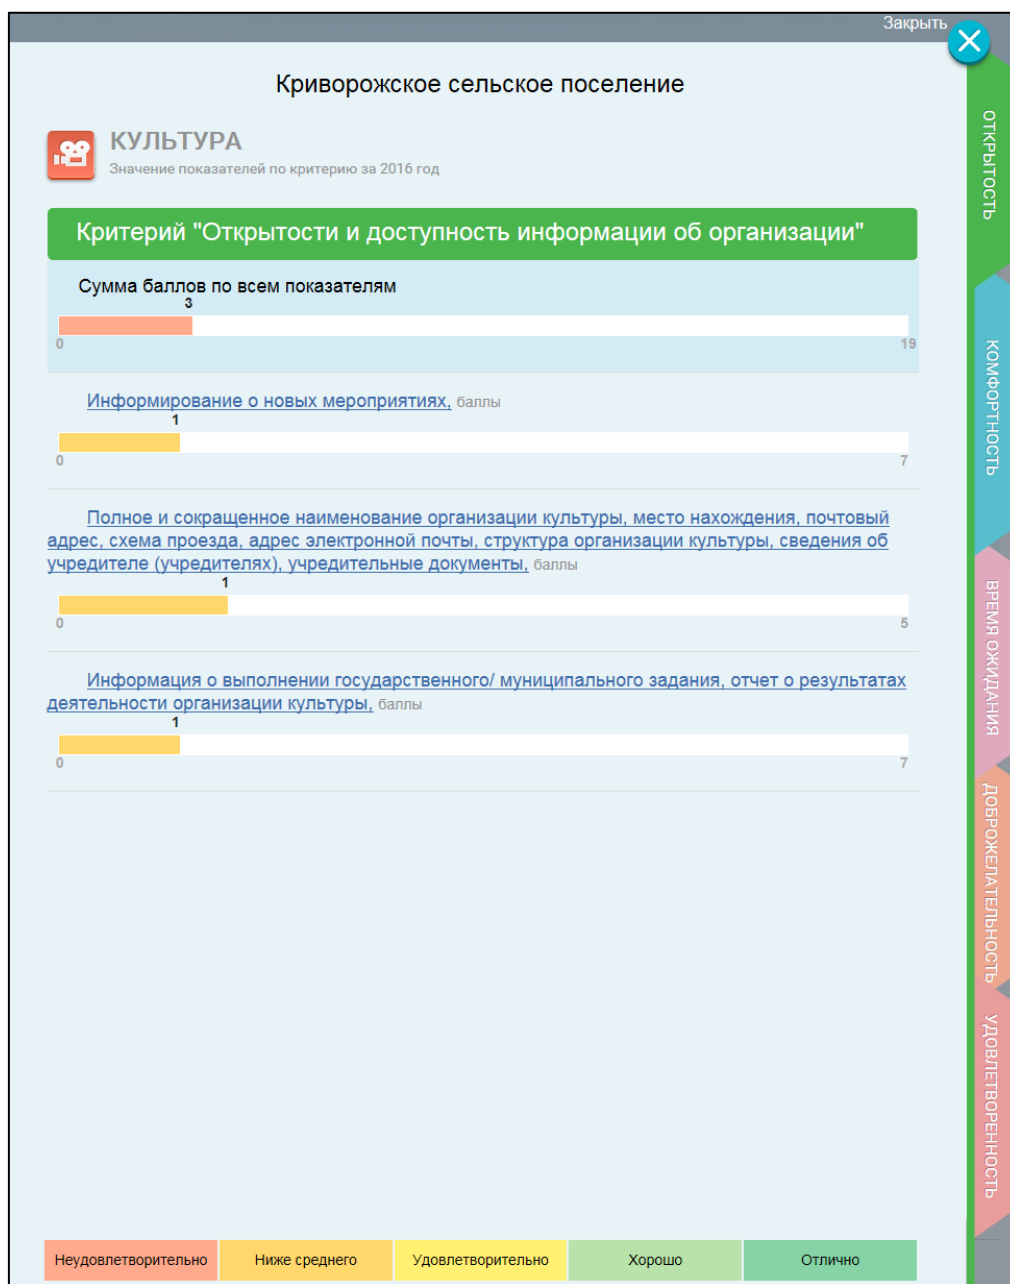 Закрыть
Криворожское сельское поселение
КУЛЬТУРА
Значение показателей по критерию за 2016 год
Критерий "Открытости и доступность информации об организации"
Сумма баллов по всем показателям
3
0 19
Информирование о новых мероприятиях, баллы
1
0 7
Полное и сокращенное наименование организации культуры, место нахождения, почтовый
адрес, схема проезда, адрес электронной почты, структура организации культуры, сведения об
учредителе (учредителях), учредительные документы, баллы
1
0 5
Информация о выполнении государственного/ муниципального задания, отчет о результатах
деятельности организации культуры, баллы
1
0 7
ОТКРЫТОСТЬ
КОМФОРТНОСТЬ
ВРЕМЯ ОЖИДАНИЯ
ДОБРОЖЕЛАТЕЛЬНОСТЬ
УДОВЛЕТВОРЕННОСТЬ
Неудовлетворительно Ниже среднего Удовлетворительно Хорошо Отлично